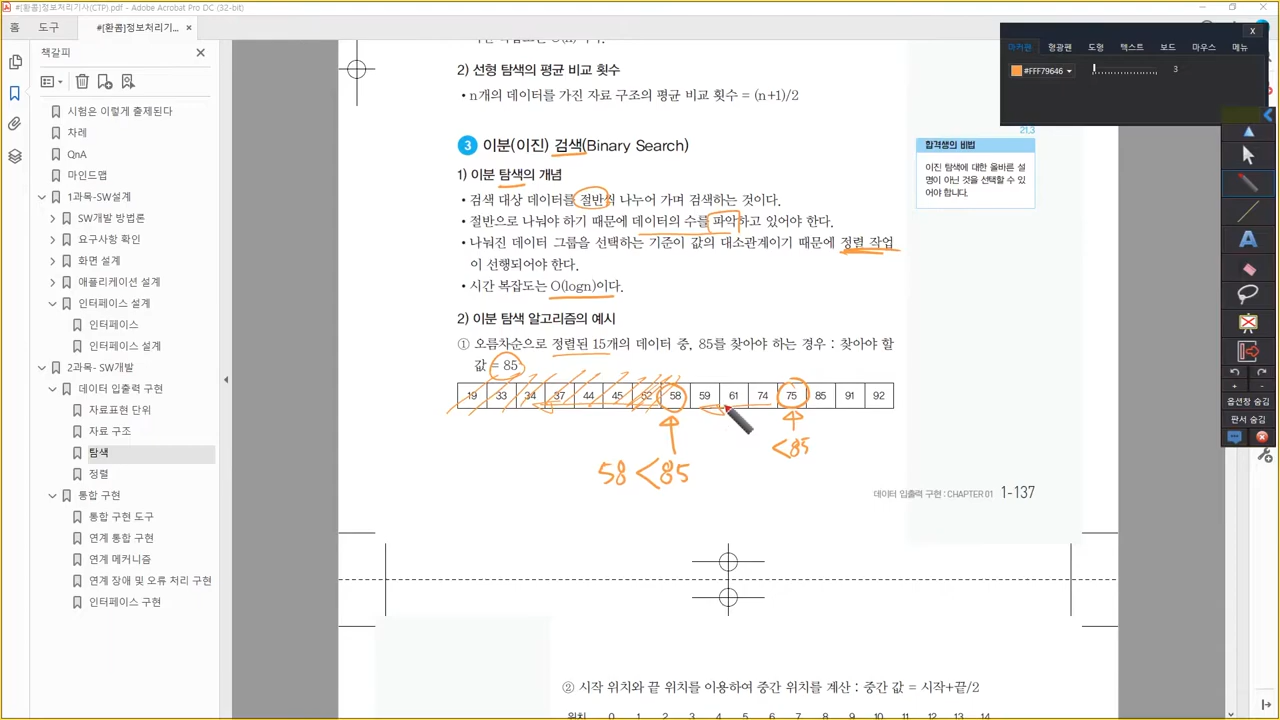 #[환콤]정보처리기사(CTP).pdf - Adobe Acrobat Pro DC (32-bit)
홈 도구 #[환콤]정보처리기... ×
책갈피
시험은 이렇게 출제된다
차례
QnA
마인드맵
1과목-SW설계
SW개발 방법론
요구사항 확인
화면 설계
애플리케이션 설계
인터페이스 설계
인터페이스
인터페이스 설계
2과목- SW개발
데이터 입출력 구현
자료표현 단위
자료 구조
탐색
정렬
통합 구현
통합 구현 도구
연계 통합 구현
연계 메커니즘
연계 장애 및 오류 처리 구현
인터페이스 구현
2) 선형 탐색의 평균 비교 횟수
• n개의 데이터를 가진 자료 구조의 평균 비교 횟수 = (n+1)/2
3 이분(이진) 검색(Binary Search)
1) 이분 탐색의 개념
• 검색 대상 데이터를 절반씩 나누어 가며 검색하는 것이다.
• 절반으로 나눠야 하기 때문에 데이터의 수를 파악하고 있어야 한다.
• 나눠진 데이터 그룹을 선택하는 기준이 값의 대소관계이기 때문에 정렬 작업
이 선행되어야 한다.
• 시간 복잡도는 O(logn)이다.
2) 이분 탐색 알고리즘의 예시
① 오름차순으로 정렬된 15개의 데이터 중, 85를 찾아야 하는 경우 : 찾아야 할
값 = 85
19 33 34 37 44 45 52 58 59 61 74 75 85 91 92
<85
58<85
데이터 입출력 구현 : CHAPTER 01 1-137
② 시작 위치와 끝 위치를 이용하여 중간 위치를 계산 : 중간 값 = 시작+끝/2
위치 0 1 2 3 4 5 6 7 8 9 10 11 12 13 14
21.3
합격생의 비법
이진 탐색에 대한 올바른 설
명이 아닌 것을 선택할 수 있
어야 합니다.
X
마커펜 형광펜 도형 텍스트 보드 마우스 메뉴
#FFF79646 3
A
- +
옵션창 숨김
판서 숨김